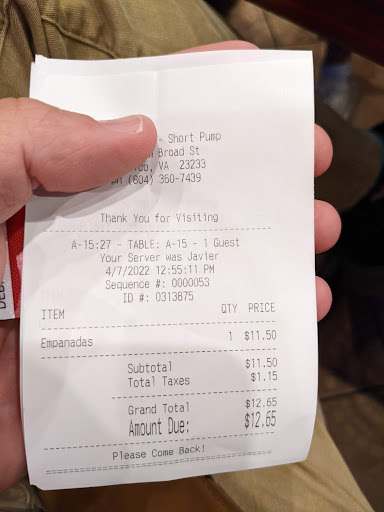 - Short Pump
Broad St
VA 23233
Ph (804) 360-7439
Thank You for Visiting
A-15:27 - TABLE: A-15 - 1 Guest
Your Server was Javier
4/7/2022 12:55:11 PM
Sequence #: 0000053
ID #: 0313875
ITEM QTY PRICE
Empanadas 1 $11.50
Subtotal $11.50
Total Taxes $1.15
Grand Total $12.65
Amount Due: $12.65
Please Come Back!